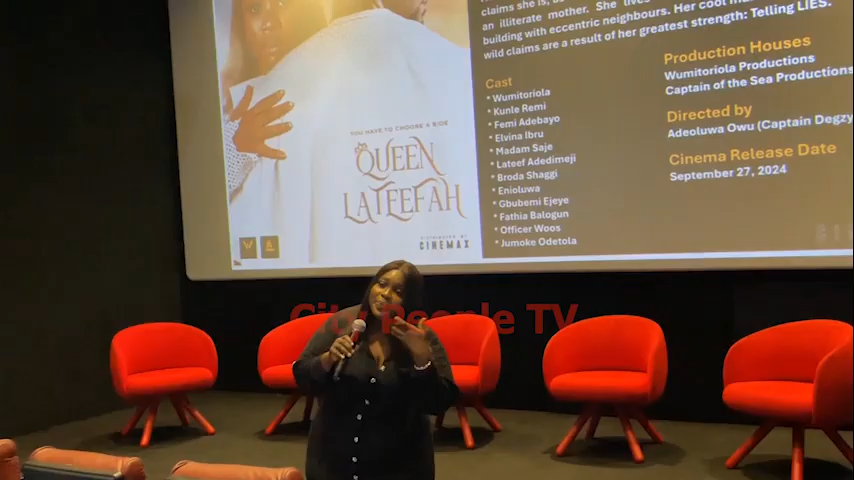 claims she is, as
an illiterate mother. She lives
building with eccentric neighbours. Her cool
wild claims are a result of her greatest strength: Telling LIES.
YOU HAVE TO CHOOSE A SIDE
QUEEN
LATEEFAH
DISTRIBUTED BY
CINEMAX
Cast
• Wumitoriola
• Kunle Remi
• Femi Adebayo
• Elvina Ibru
• Madam Saje
• Lateef Adedimeji
• Broda Shaggi
• Enioluwa
• Gbubemi Ejeye
• Fathia Balogun
• Officer Woos
• Jumoke Odetola
Production Houses
Wumitoriola Productions
Captain of the Sea Productions
Directed by
Adeoluwa Owu (Captain Degzy
Cinema Release Date
September 27, 2024
City People TV